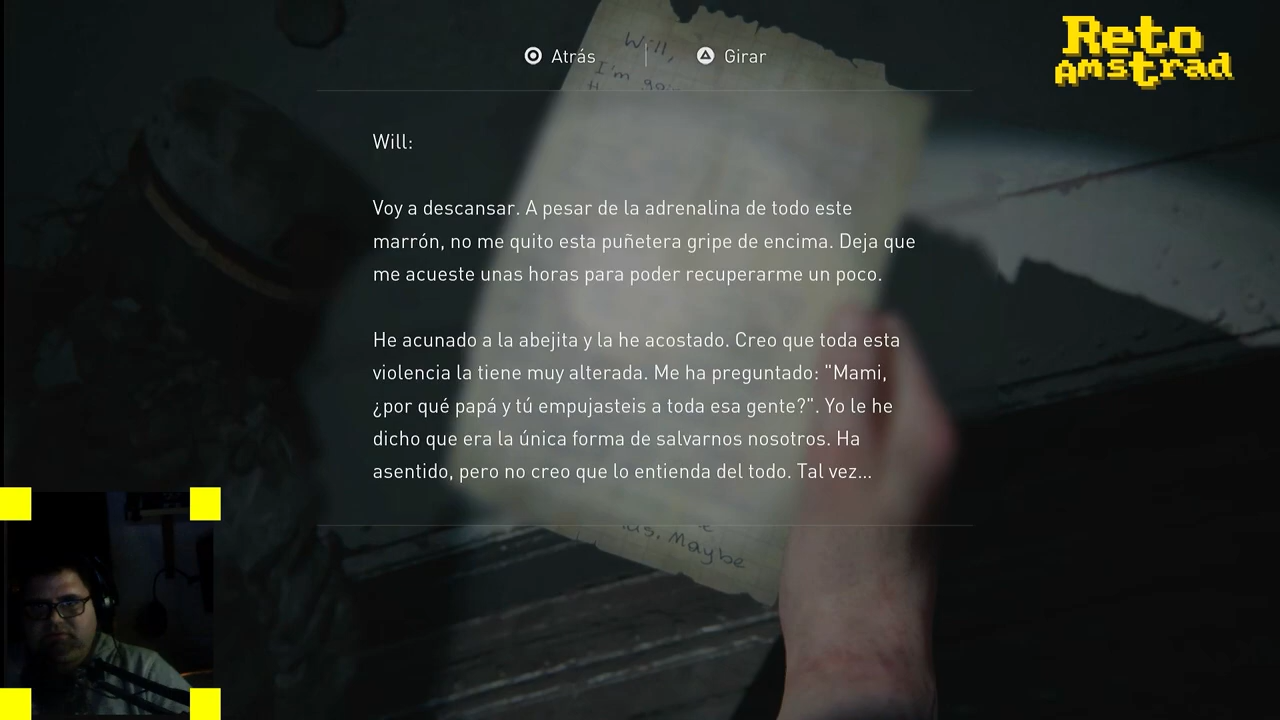 Atrás
Girar
Reto
Amstrad
Will,
I'm
Will:
Voy a descansar. A pesar de la adrenalina de todo este
marrón, no me quito esta puñetera gripe de encima. Deja que
me acueste unas horas para poder recuperarme un poco.
He acunado a la abejita y la he acostado. Creo que toda esta
violencia la tiene muy alterada. Me ha preguntado: "Mami,
¿por qué papá y tú empujasteis a toda esa gente?". Yo le he
dicho que era la única forma de salvarnos nosotros. Ha
asentido, pero no creo que lo entienda del todo. Tal vez...
Maybe